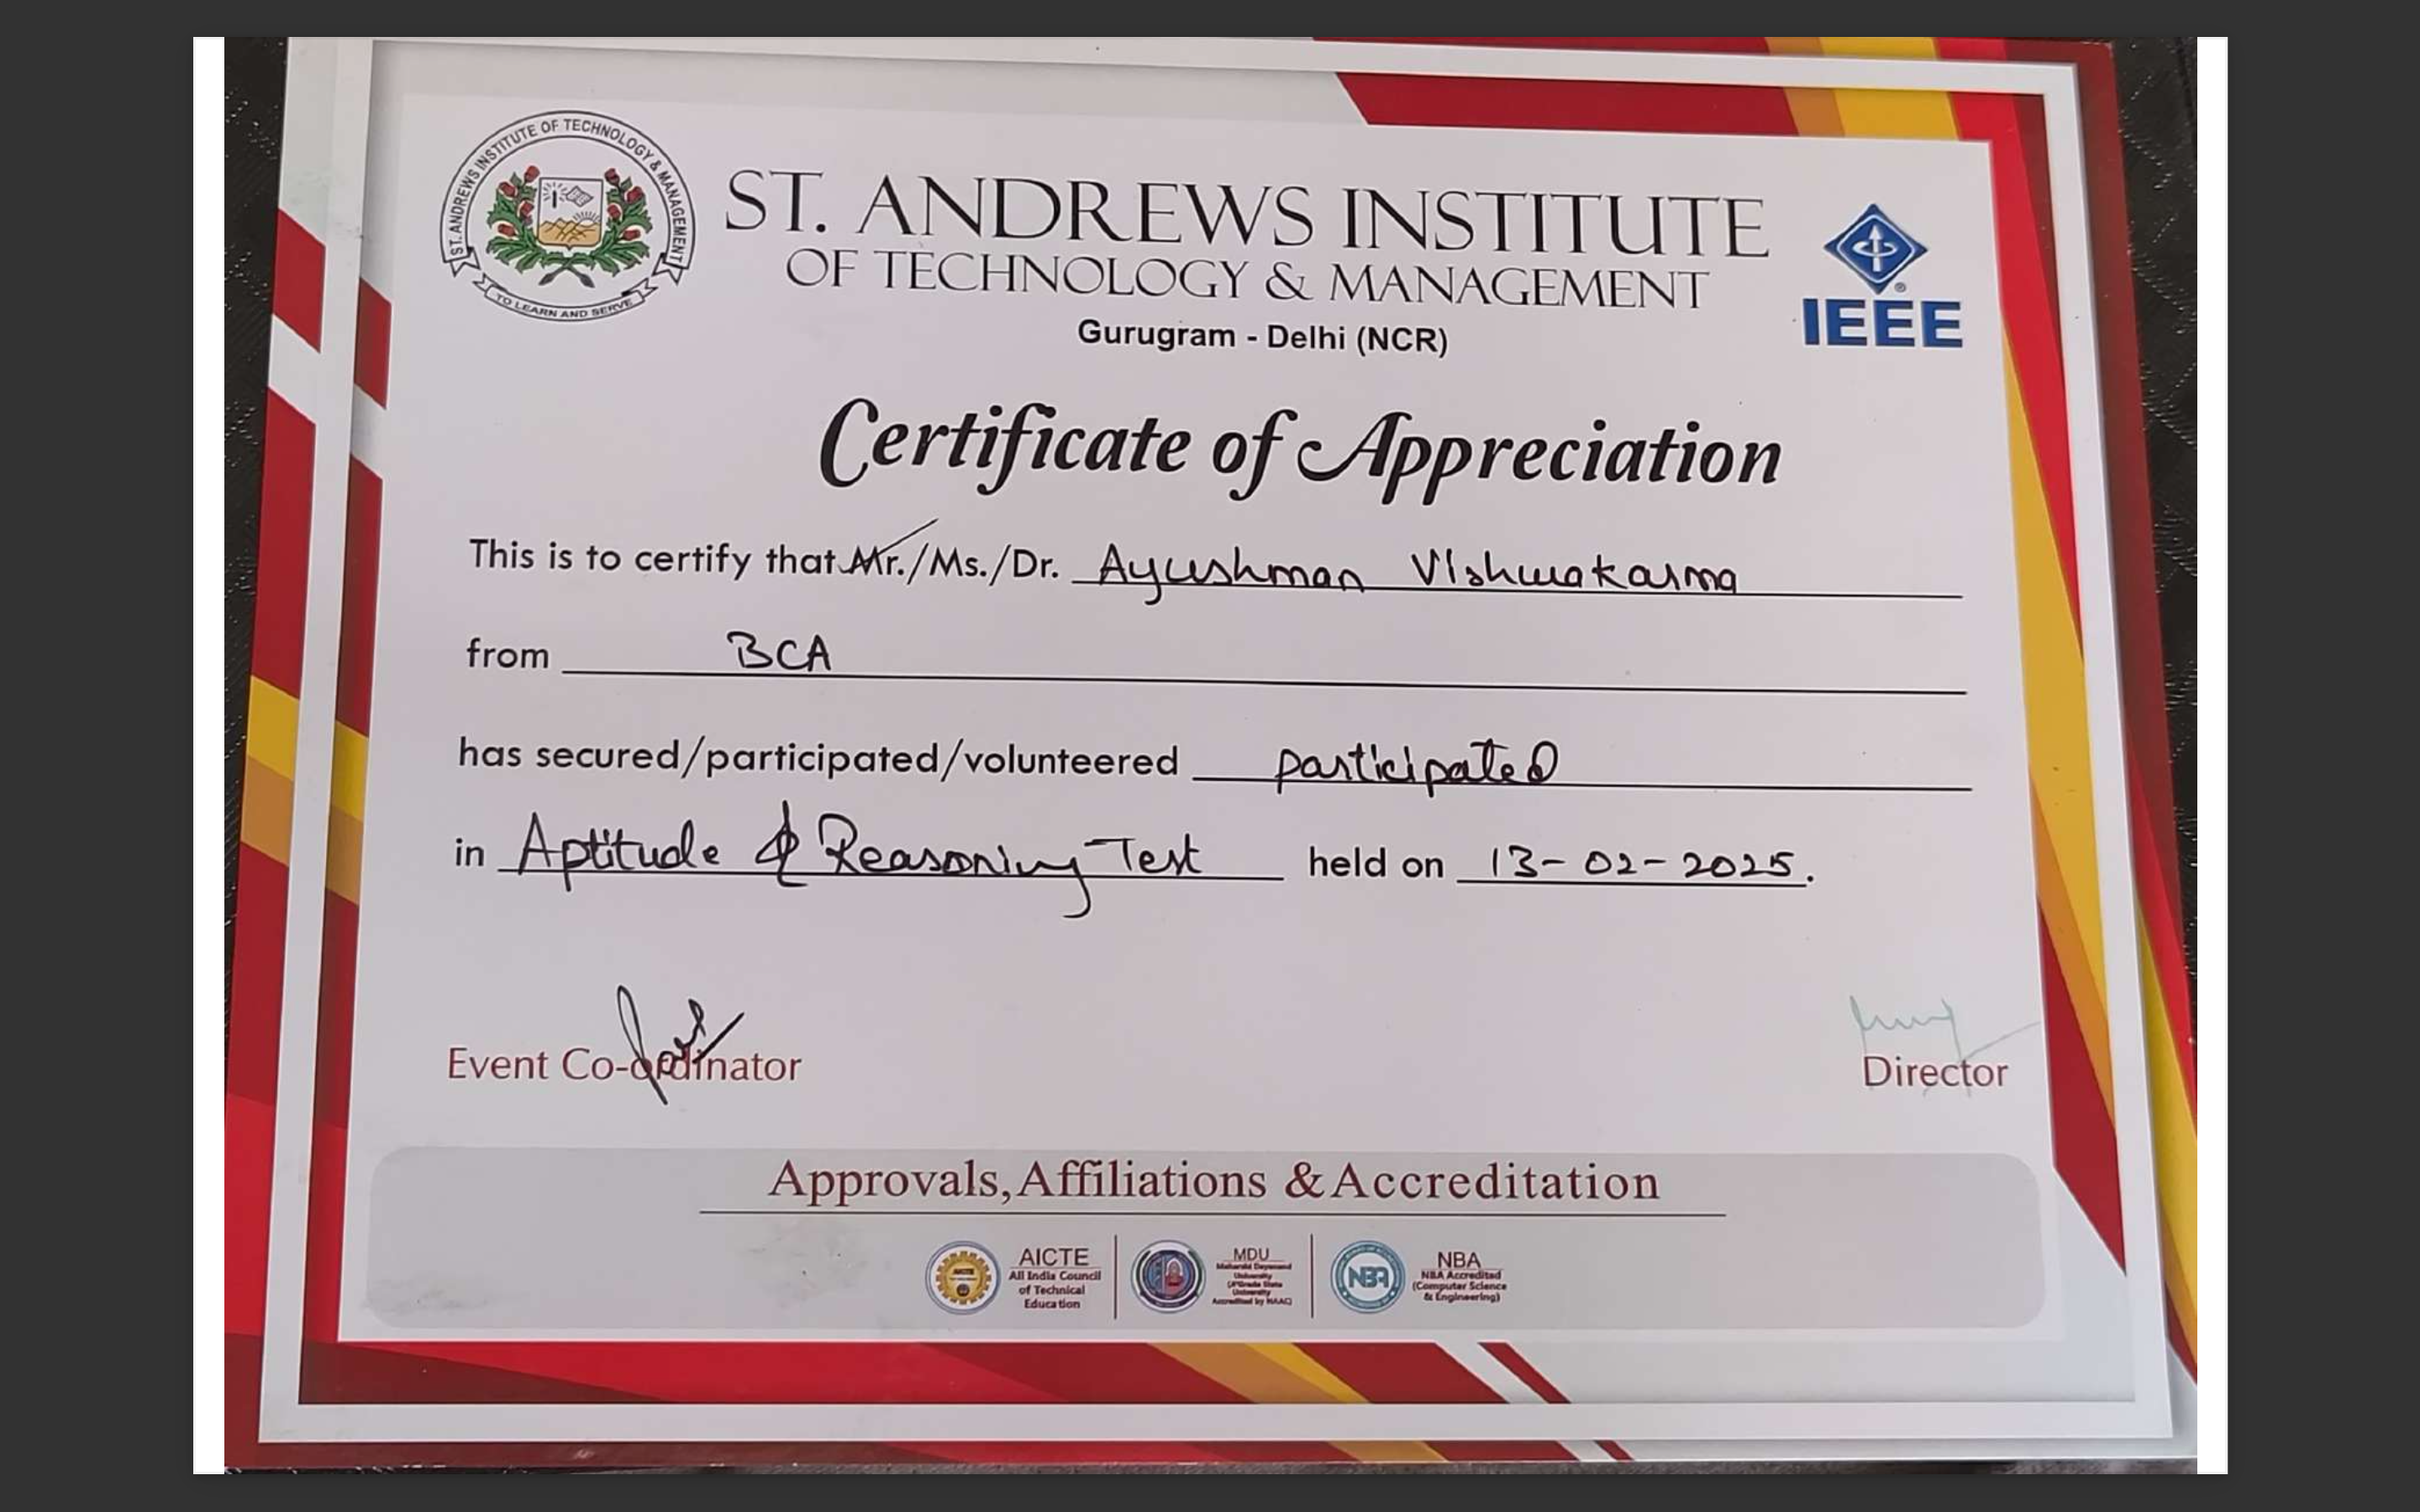 ST. ANDREWS INSTITUTE OF TECHNOLOGY & MANAGEMENT
TO LEARN AND SERVE
ST. ANDREWS INSTITUTE
OF TECHNOLOGY & MANAGEMENT
Gurugram - Delhi (NCR)
IEEE
Certificate of Appreciation
This is to certify that Mr./Ms./Dr. Ayushman Vishwakarma
from BCA
has secured/participated/volunteered participated
in Aptitude & Reasoning Test held on 13-02-2025.
Event Co-ordinator
Director
Approvals, Affiliations & Accreditation
AICTE
All India Council
of Technical
Education
MDU
Maharshi Dayanand
University
University
Accredited by NAAC)
NBA
NBA
NBA Accredited
(Computer Science
& Engineering)